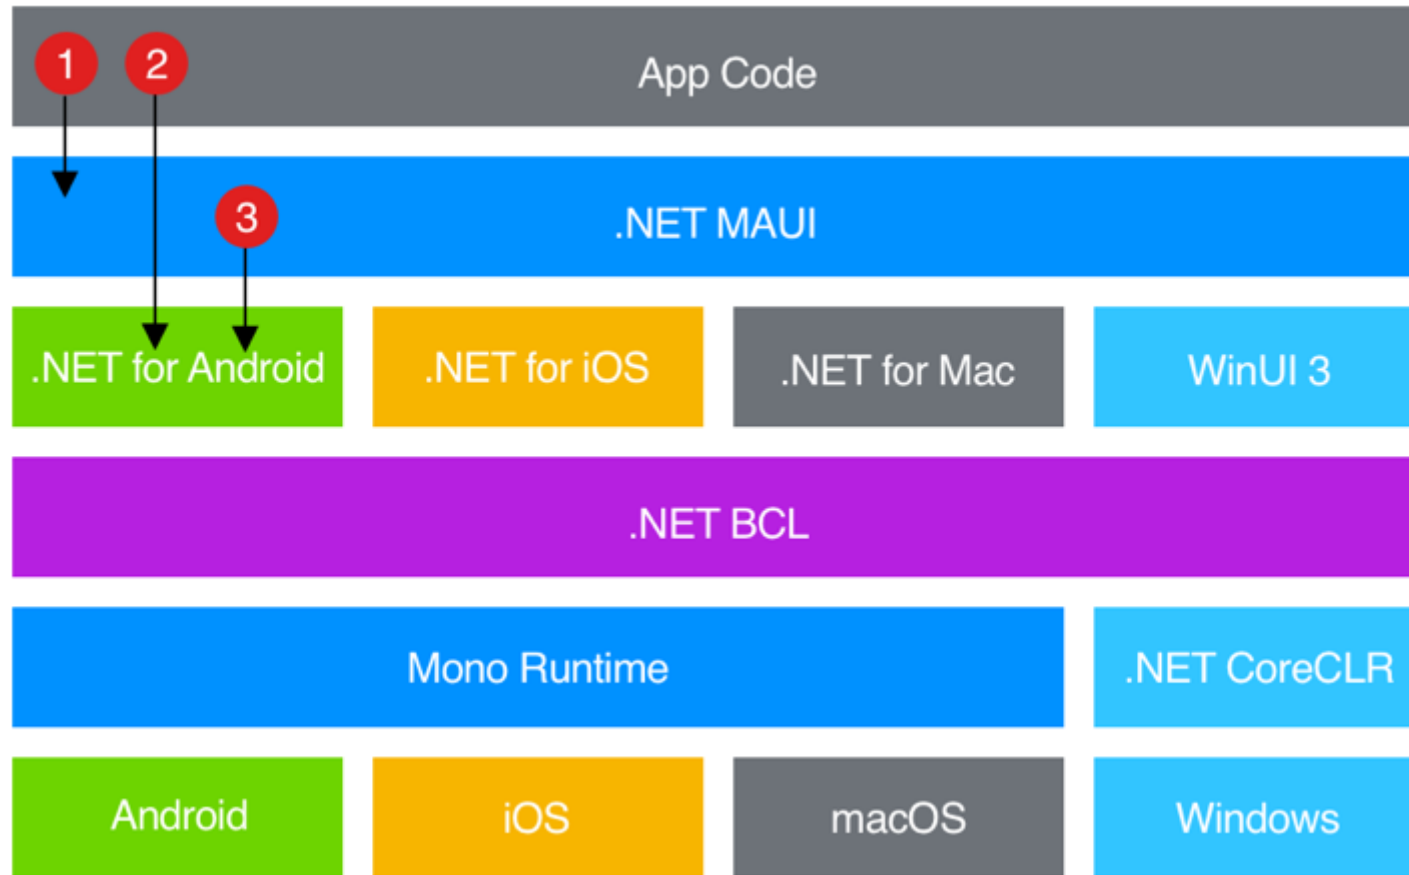 1
2
App Code
.NET MAUI
3
.NET for Android
.NET for iOS
.NET for Mac
WinUI 3
.NET BCL
Mono Runtime
.NET CoreCLR
Android
iOS
macOS
Windows